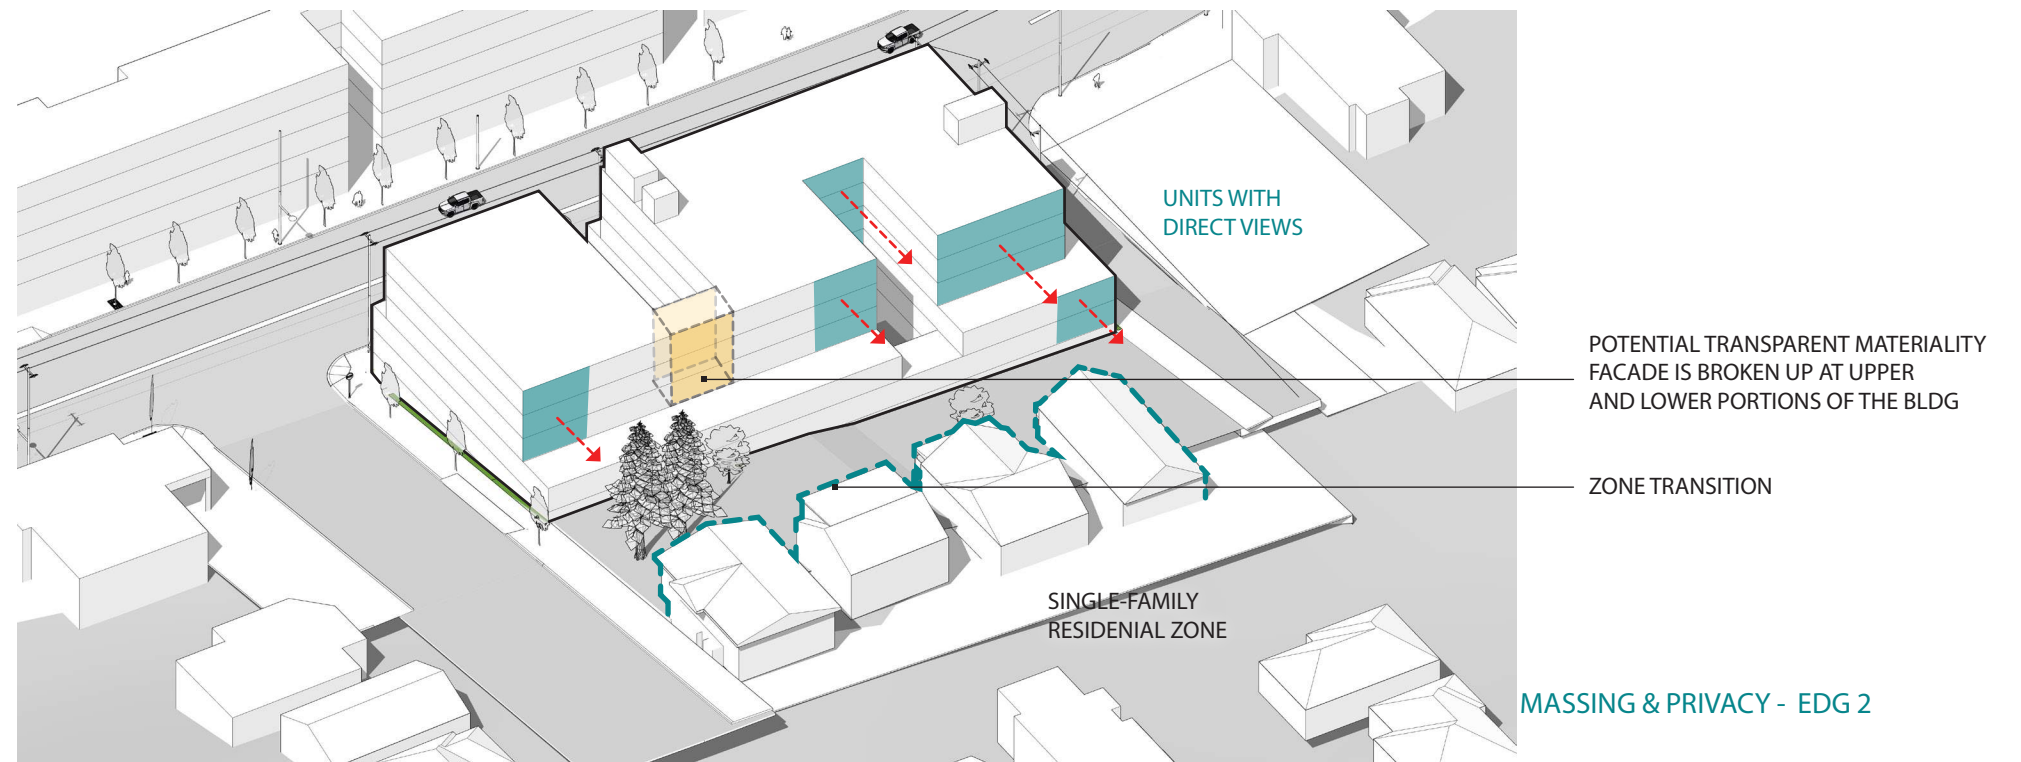 UNITS WITH
DIRECT VIEWS
POTENTIAL TRANSPARENT MATERIALITY
FACADE IS BROKEN UP AT UPPER
AND LOWER PORTIONS OF THE BLDG
ZONE TRANSITION
SINGLE-FAMILY
RESIDENIAL ZONE
MASSING & PRIVACY - EDG 2